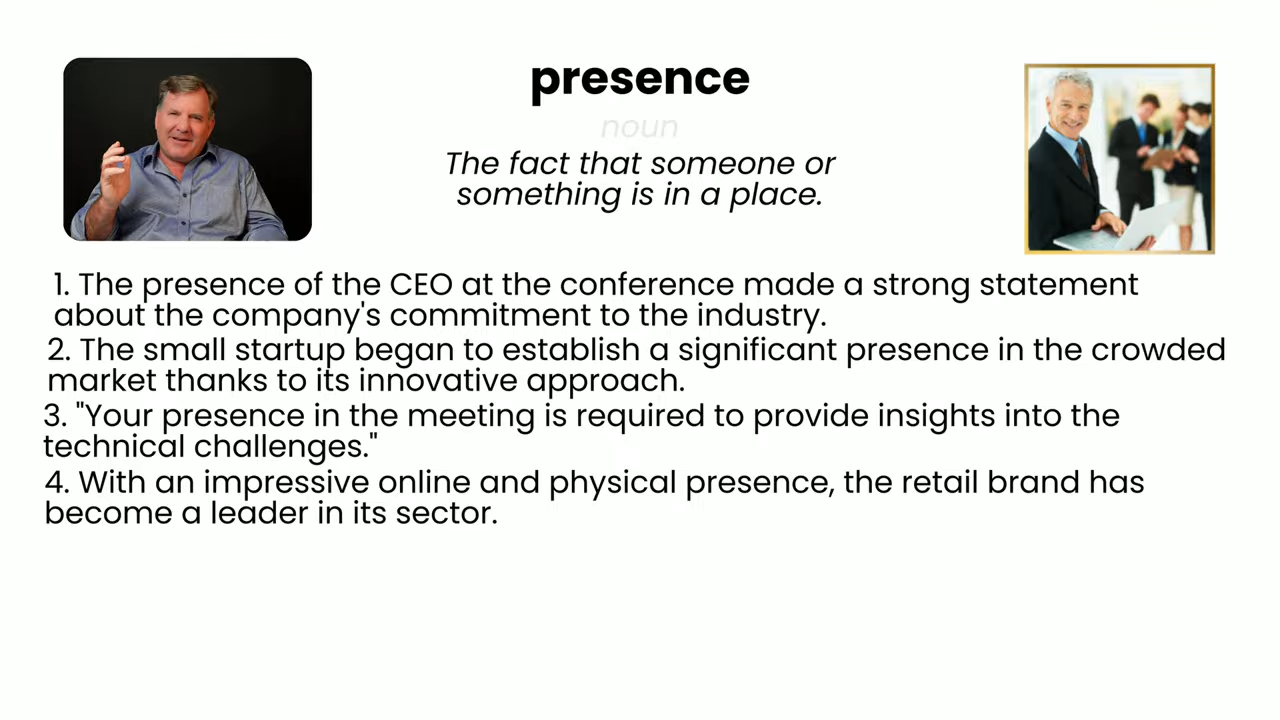 presence
noun
The fact that someone or
something is in a place.
1. The presence of the CEO at the conference made a strong statement
about the company's commitment to the industry.
2. The small startup began to establish a significant presence in the crowded
market thanks to its innovative approach.
3. "Your presence in the meeting is required to provide insights into the
technical challenges."
4. With an impressive online and physical presence, the retail brand has
become a leader in its sector.